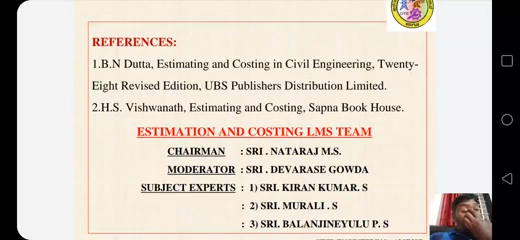 REFERENCES:
1.B.N Dutta, Estimating and Costing in Civil Engineering, Twenty-
Eight Revised Edition, UBS Publishers Distribution Limited.
2.H.S. Vishwanath, Estimating and Costing, Sapna Book House.
ESTIMATION AND COSTING LMS TEAM
CHAIRMAN : SRI . NATARAJ M.S.
MODERATOR : SRI . DEVARASE GOWDA
SUBJECT EXPERTS : 1) SRI. KIRAN KUMAR. S
: 2) SRI. MURALI . S
: 3) SRI. BALANJINEYULU P. S